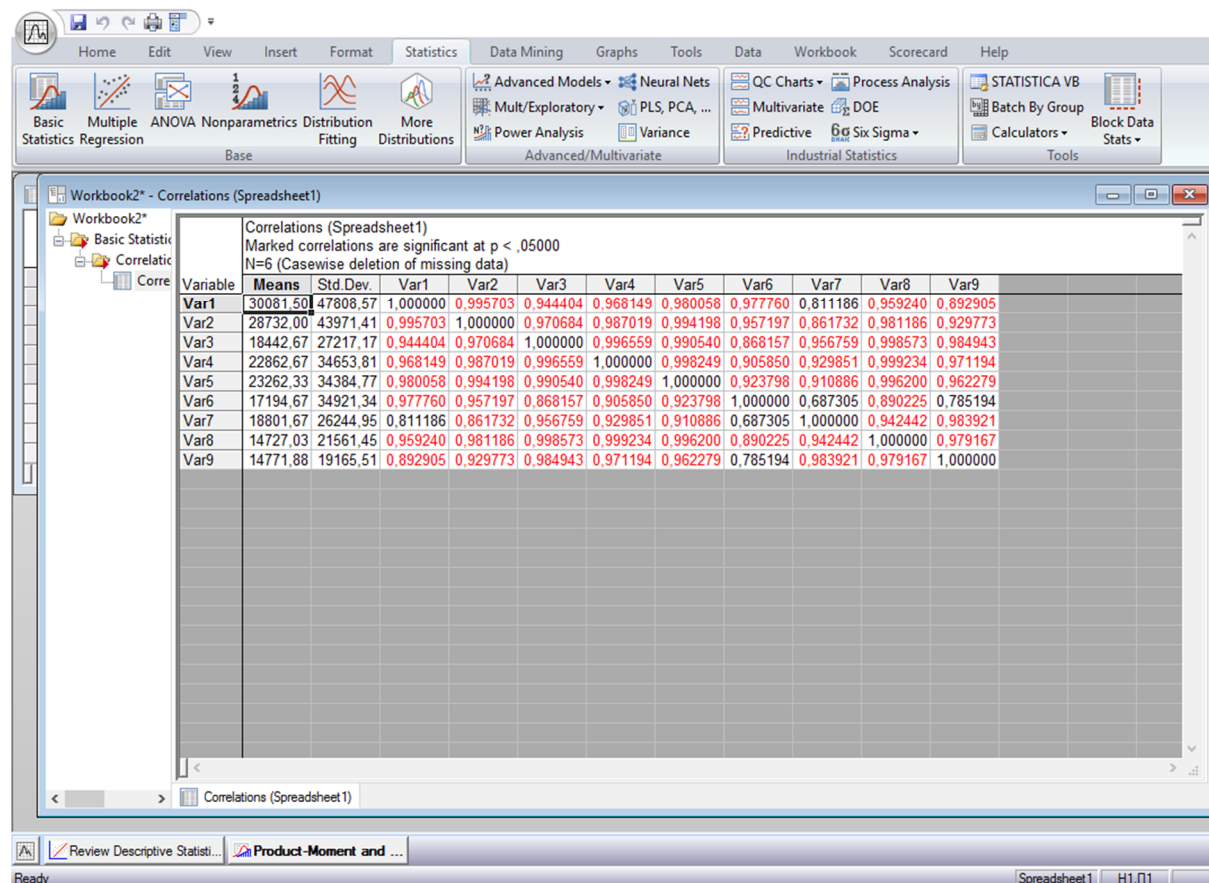 Home Edit View Insert Format Statistics Data Mining Graphs Tools Data Workbook Scorecard Help
Basic Statistics
Multiple Regression
ANOVA
Nonparametrics
Distribution Fitting
More Distributions
Base
Advanced Models
Neural Nets
Mult/Exploratory
PLS, PCA, ...
Power Analysis
Variance
Advanced/Multivariate
QC Charts
Process Analysis
Multivariate
DOE
Predictive
Six Sigma
Industrial Statistics
STATISTICA VB
Batch By Group
Calculators
Block Data Stats
Tools
Workbook2* - Correlations (Spreadsheet1)
Workbook2*
Basic Statistic
Correlatic
Corre
Correlations (Spreadsheet1)
Marked correlations are significant at p < ,05000
N=6 (Casewise deletion of missing data)
Variable Means Std.Dev. Var1 Var2 Var3 Var4 Var5 Var6 Var7 Var8 Var9
Var1 30081,50 47808,57 1,000000 0,995703 0,944404 0,968149 0,980058 0,977760 0,811186 0,959240 0,892905
Var2 28732,00 43971,41 0,995703 1,000000 0,970684 0,987019 0,994198 0,957197 0,861732 0,981186 0,929773
Var3 18442,67 27217,17 0,944404 0,970684 1,000000 0,996559 0,990540 0,868157 0,956759 0,998573 0,984943
Var4 22862,67 34653,81 0,968149 0,987019 0,996559 1,000000 0,998249 0,905850 0,929851 0,999234 0,971194
Var5 23262,33 34384,77 0,980058 0,994198 0,990540 0,998249 1,000000 0,923798 0,910886 0,996200 0,962279
Var6 17194,67 34921,34 0,977760 0,957197 0,868157 0,905850 0,923798 1,000000 0,687305 0,890225 0,785194
Var7 18801,67 26244,95 0,811186 0,861732 0,956759 0,929851 0,910886 0,687305 1,000000 0,942442 0,983921
Var8 14727,03 21561,45 0,959240 0,981186 0,998573 0,999234 0,996200 0,890225 0,942442 1,000000 0,979167
Var9 14771,88 19165,51 0,892905 0,929773 0,984943 0,971194 0,962279 0,785194 0,983921 0,979167 1,000000
Correlations (Spreadsheet1)
Review Descriptive Statisti...
Product-Moment and ...
Ready
Spreadsheet1
H1,П1